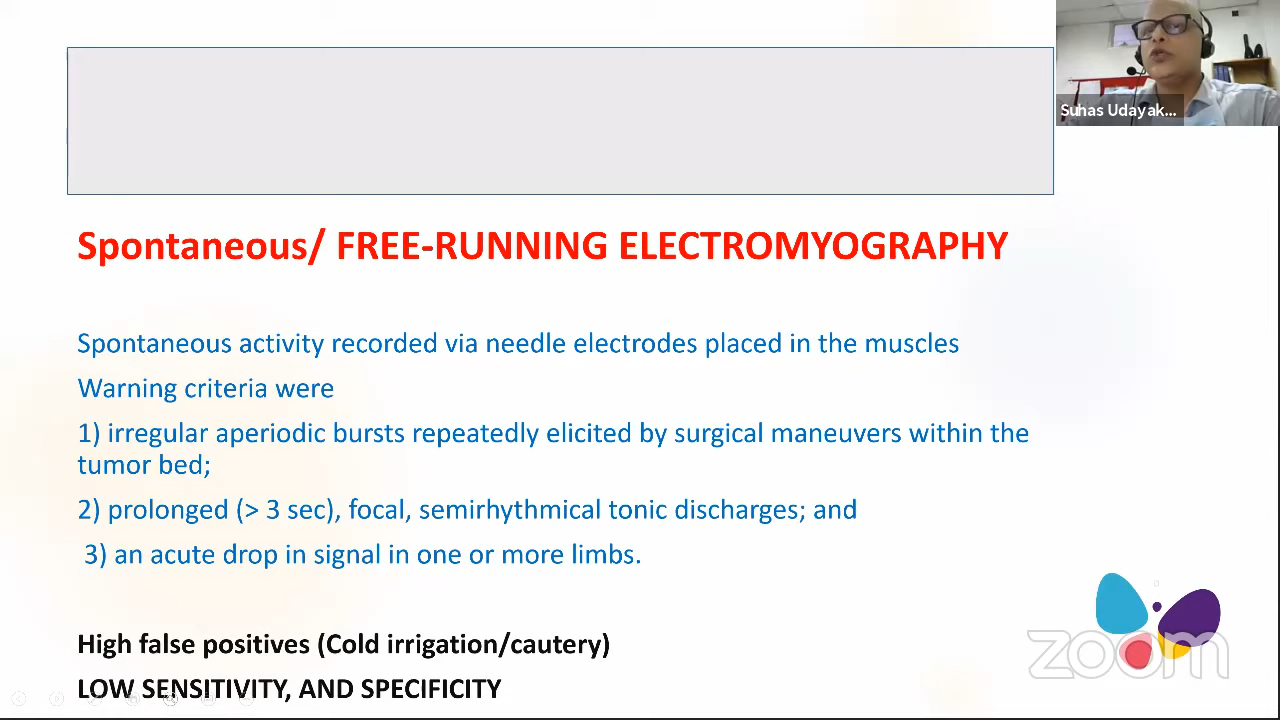 Suhas Udayak...
Spontaneous/ FREE-RUNNING ELECTROMYOGRAPHY
Spontaneous activity recorded via needle electrodes placed in the muscles
Warning criteria were
1) irregular aperiodic bursts repeatedly elicited by surgical maneuvers within the
tumor bed;
2) prolonged (> 3 sec), focal, semirhythmical tonic discharges; and
3) an acute drop in signal in one or more limbs.
High false positives (Cold irrigation/cautery)
LOW SENSITIVITY, AND SPECIFICITY
zoom